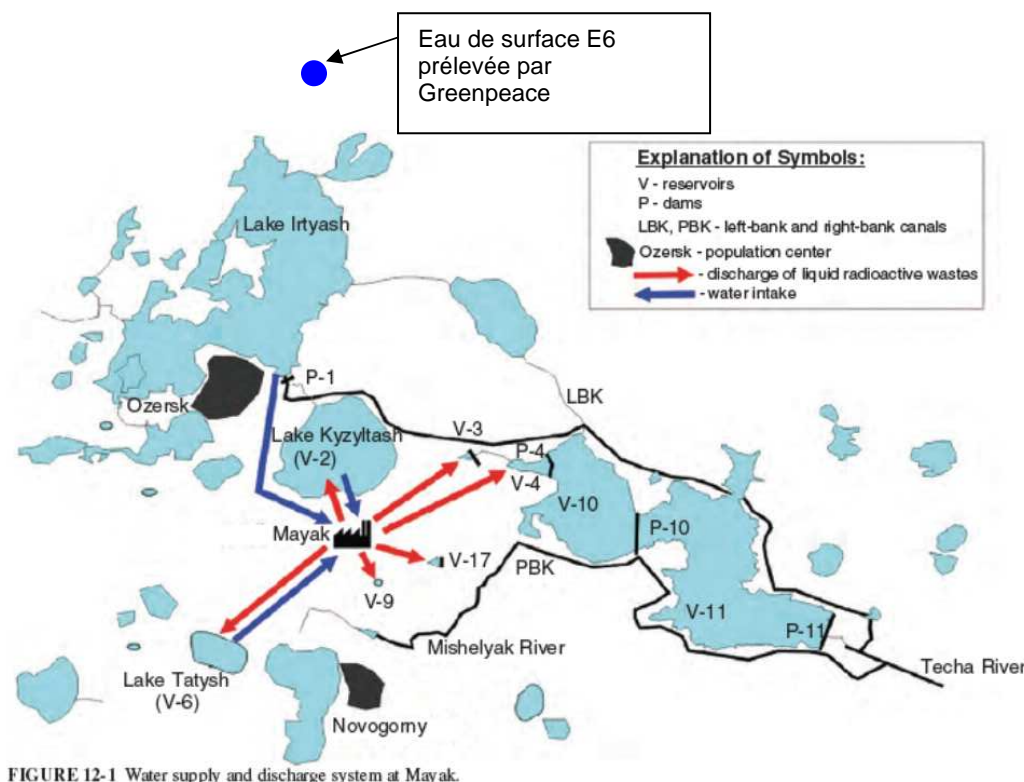 Eau de surface E6
prélevée par
Greenpeace
Explanation of Symbols:
V - reservoirs
P - dams
LBK, PBK - left-bank and right-bank canals
Ozersk - population center
- discharge of liquid radioactive wastes
- water intake
Lake Irtyash
P-1
Ozersk
LBK
Lake Kyzyltash
(V-2)
V-3
P-4
V-4
V-10
Mayak
P-10
V-17
PBK
V-9
V-11
P-11
Mishelyak River
Techa River
Lake Tatysh
(V-6)
Novogorny
FIGURE 12-1 Water supply and discharge system at Mayak.